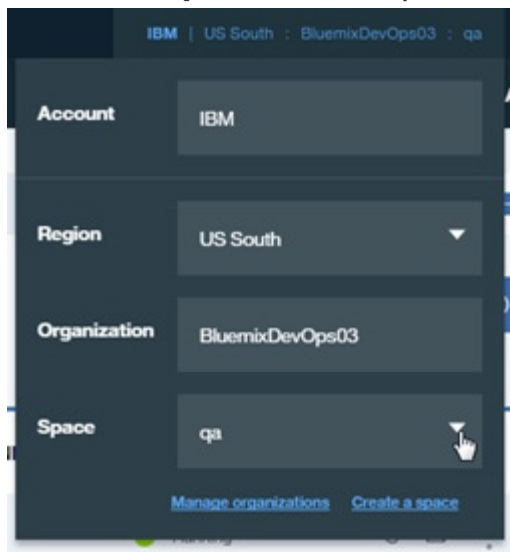 IBM | US South : BluemixDevOps03 : qa
Account IBM
Region US South
Organization BluemixDevOps03
Space qa
Manage organizations Create a space